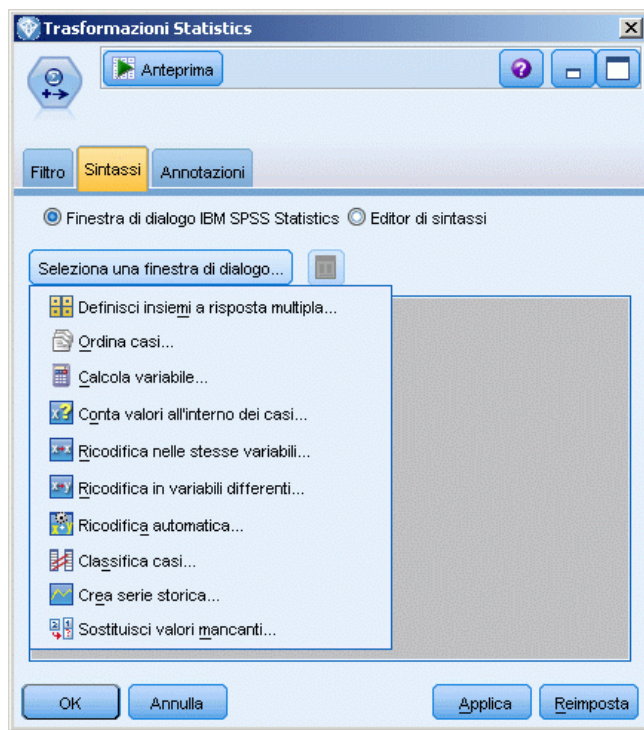 Trasformazioni Statistics
Anteprima
Filtro Sintassi Annotazioni
Finestra di dialogo IBM SPSS Statistics Editor di sintassi
Seleziona una finestra di dialogo...
Definisci insiemi a risposta multipla...
Ordina casi...
Calcola variabile...
Conta valori all'interno dei casi...
Ricodifica nelle stesse variabili...
Ricodifica in variabili differenti...
Ricodifica automatica...
Classifica casi...
Crea serie storica...
Sostituisci valori mancanti...
OK Annulla Applica Reimposta